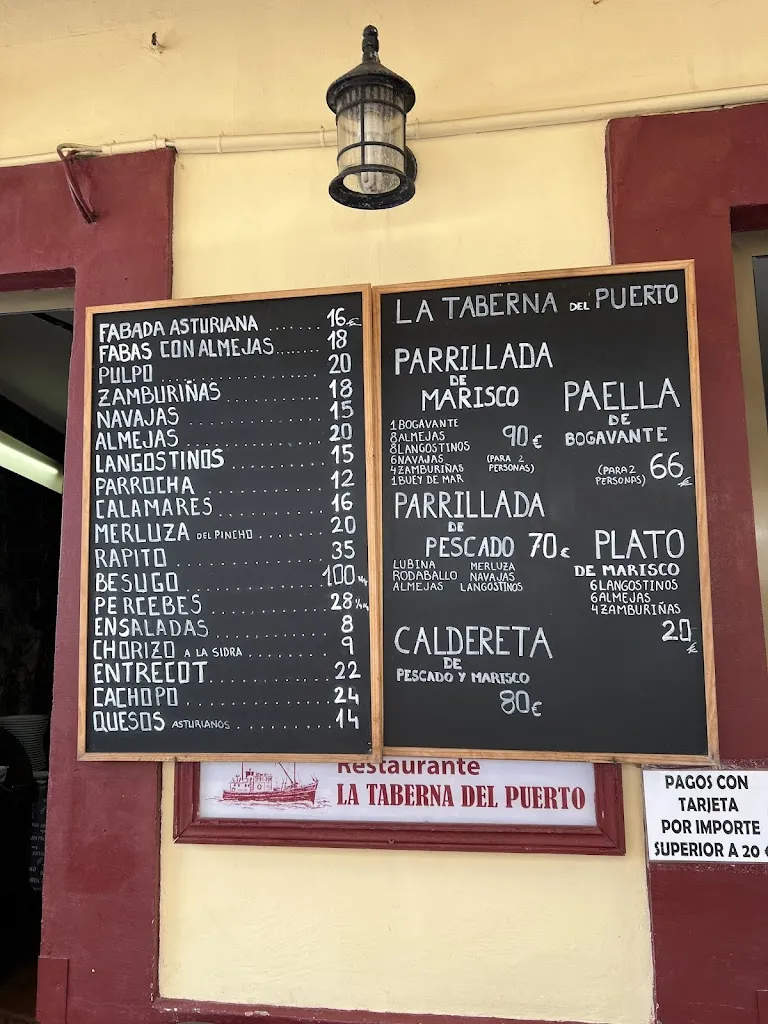 FABADA ASTURIANA ....... 16€
FABAS CON ALMEJAS ....... 18
PULPO ....... 20
ZAMBURIÑAS ....... 18
NAVAJAS ....... 15
ALMEJAS ....... 20
LANGOSTINOS ....... 15
PARROCHA ....... 12
CALAMARES ....... 16
MERLUZA DEL PINCHO ....... 20
RAPITO ....... 35
BESUGO ....... 100
PERCEBES ....... 28
ENSALADAS ....... 8
CHORIZO A LA SIDRA ....... 9
ENTRECOT ....... 22
CACHOPO ....... 24
QUESOS ASTURIANOS ....... 14
LA TABERNA DEL PUERTO
PARRILLADA
DE
MARISCO
1 BOGAVANTE
8 ALMEJAS
8 LANGOSTINOS
6 NAVAJAS
4 ZAMBURIÑAS
1 BUEY DE MAR
90€
(PARA 2
PERSONAS)
PAELLA
DE
BOGAVANTE
(PARA 2
PERSONAS) 66€
PARRILLADA
DE
PESCADO 70€
LUBINA MERLUZA
RODABALLO NAVAJAS
ALMEJAS LANGOSTINOS
PLATO
DE MARISCO
6 LANGOSTINOS
6 ALMEJAS
4 ZAMBURIÑAS
20€
CALDERETA
DE
PESCADO Y MARISCO
80€
Restaurante
LA TABERNA DEL PUERTO
PAGOS CON
TARJETA
POR IMPORTE
SUPERIOR A 20 €